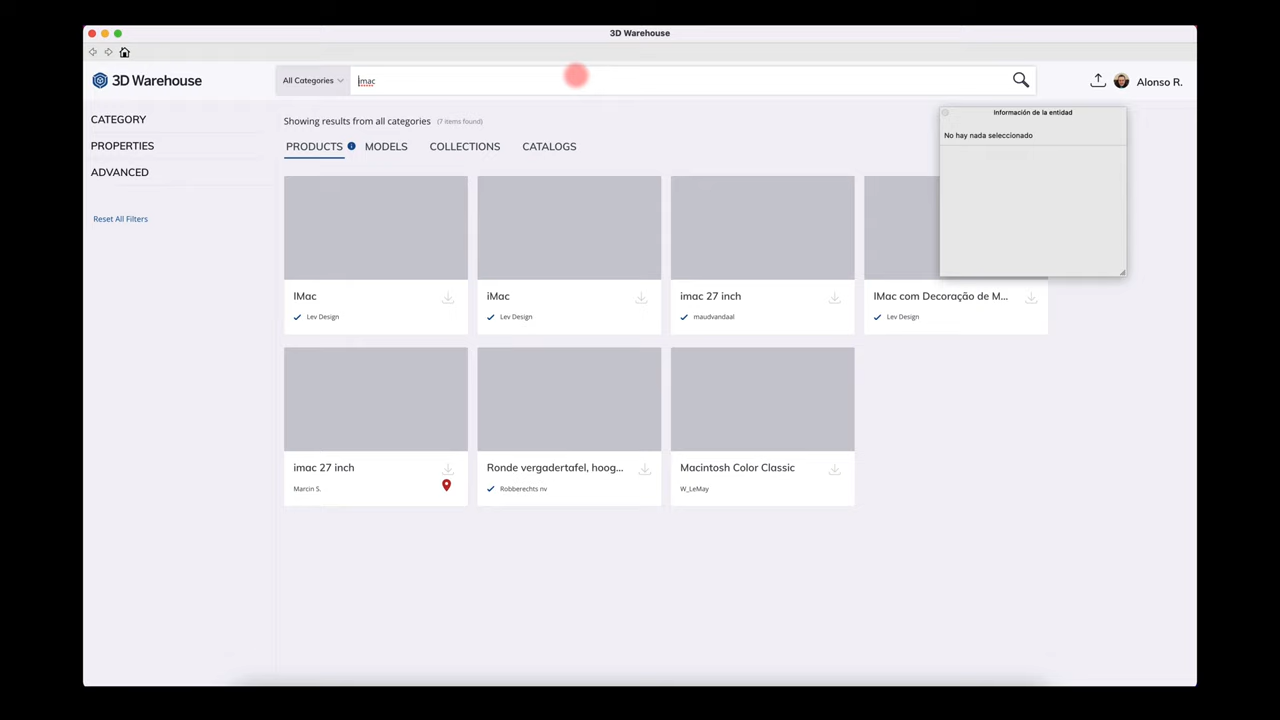 3D Warehouse
3D Warehouse
All Categories
imac
Alonso R.
CATEGORY
PROPERTIES
ADVANCED
Reset All Filters
Showing results from all categories (7 items found)
PRODUCTS
MODELS
COLLECTIONS
CATALOGS
Información de la entidad
No hay nada seleccionado
IMac
Lev Design
iMac
Lev Design
imac 27 inch
maudvandaal
IMac com Decoração de M...
Lev Design
imac 27 inch
Marcin S.
Ronde vergadertafel, hoog...
Robberechts nv
Macintosh Color Classic
W_LeMay